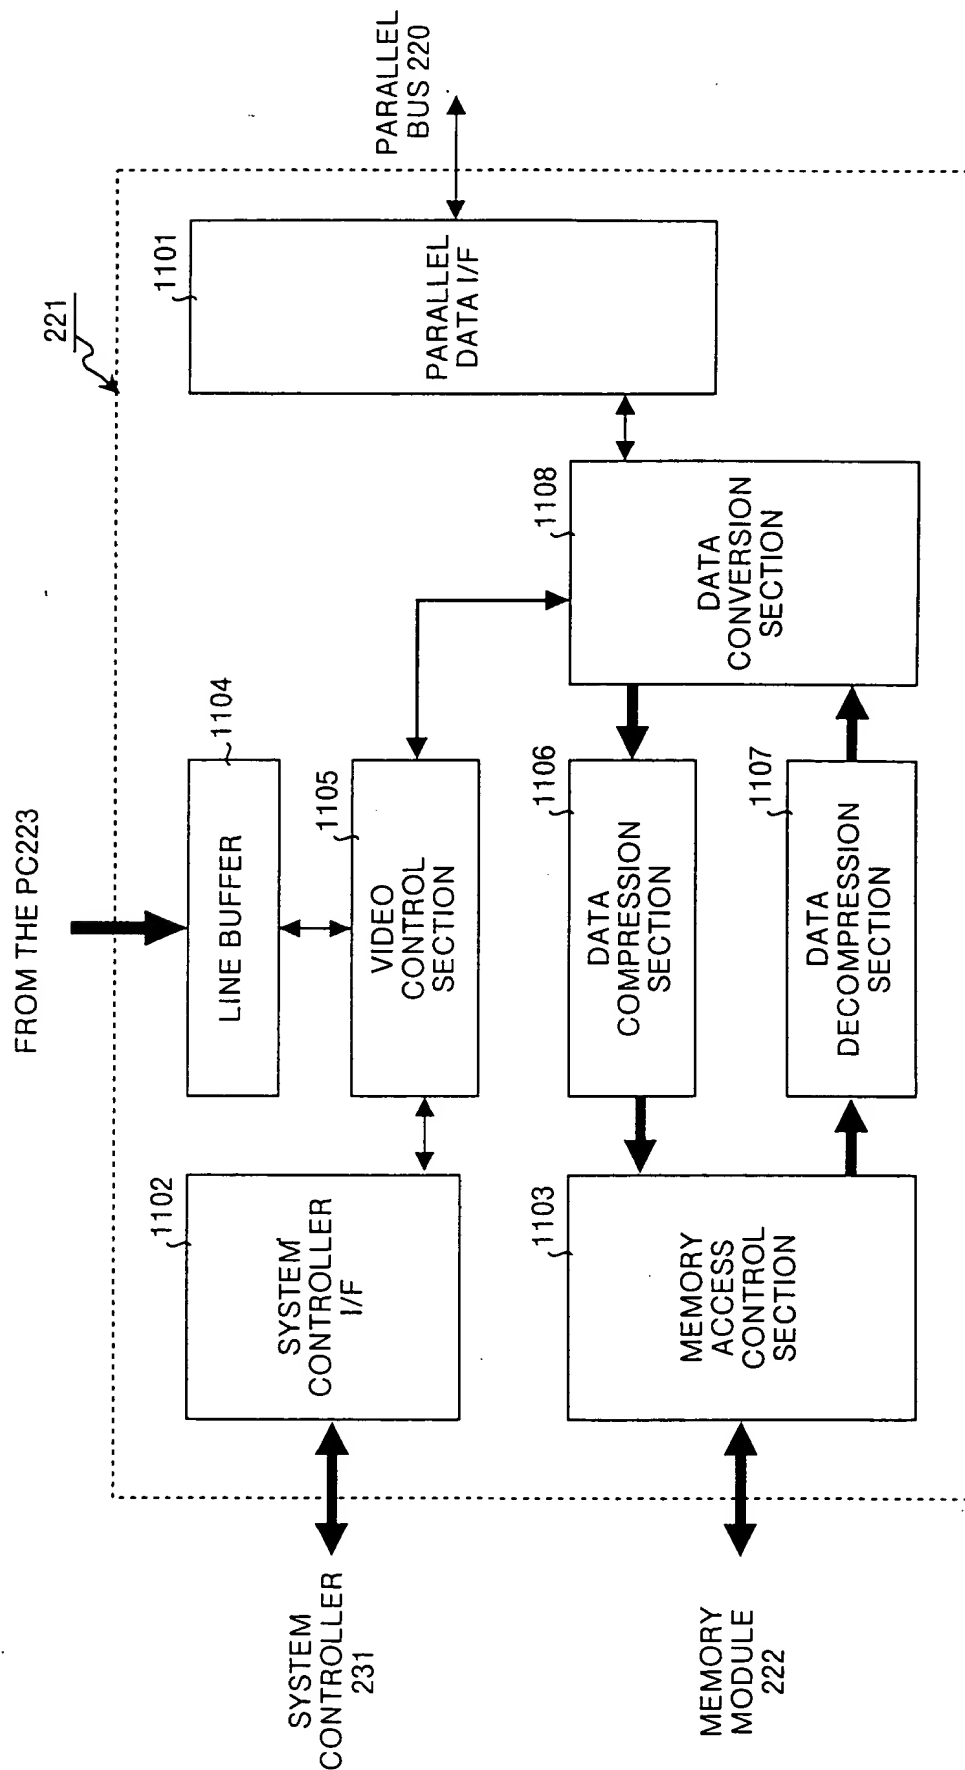 FROM THE PC223
221
SYSTEM
CONTROLLER
231
1102
SYSTEM
CONTROLLER
I/F
1104
LINE BUFFER
1105
VIDEO
CONTROL
SECTION
1101
PARALLEL
DATA I/F
PARALLEL
BUS 220
MEMORY
MODULE
222
1103
MEMORY
ACCESS
CONTROL
SECTION
1106
DATA
COMPRESSION
SECTION
1107
DATA
DECOMPRESSION
SECTION
1108
DATA
CONVERSION
SECTION